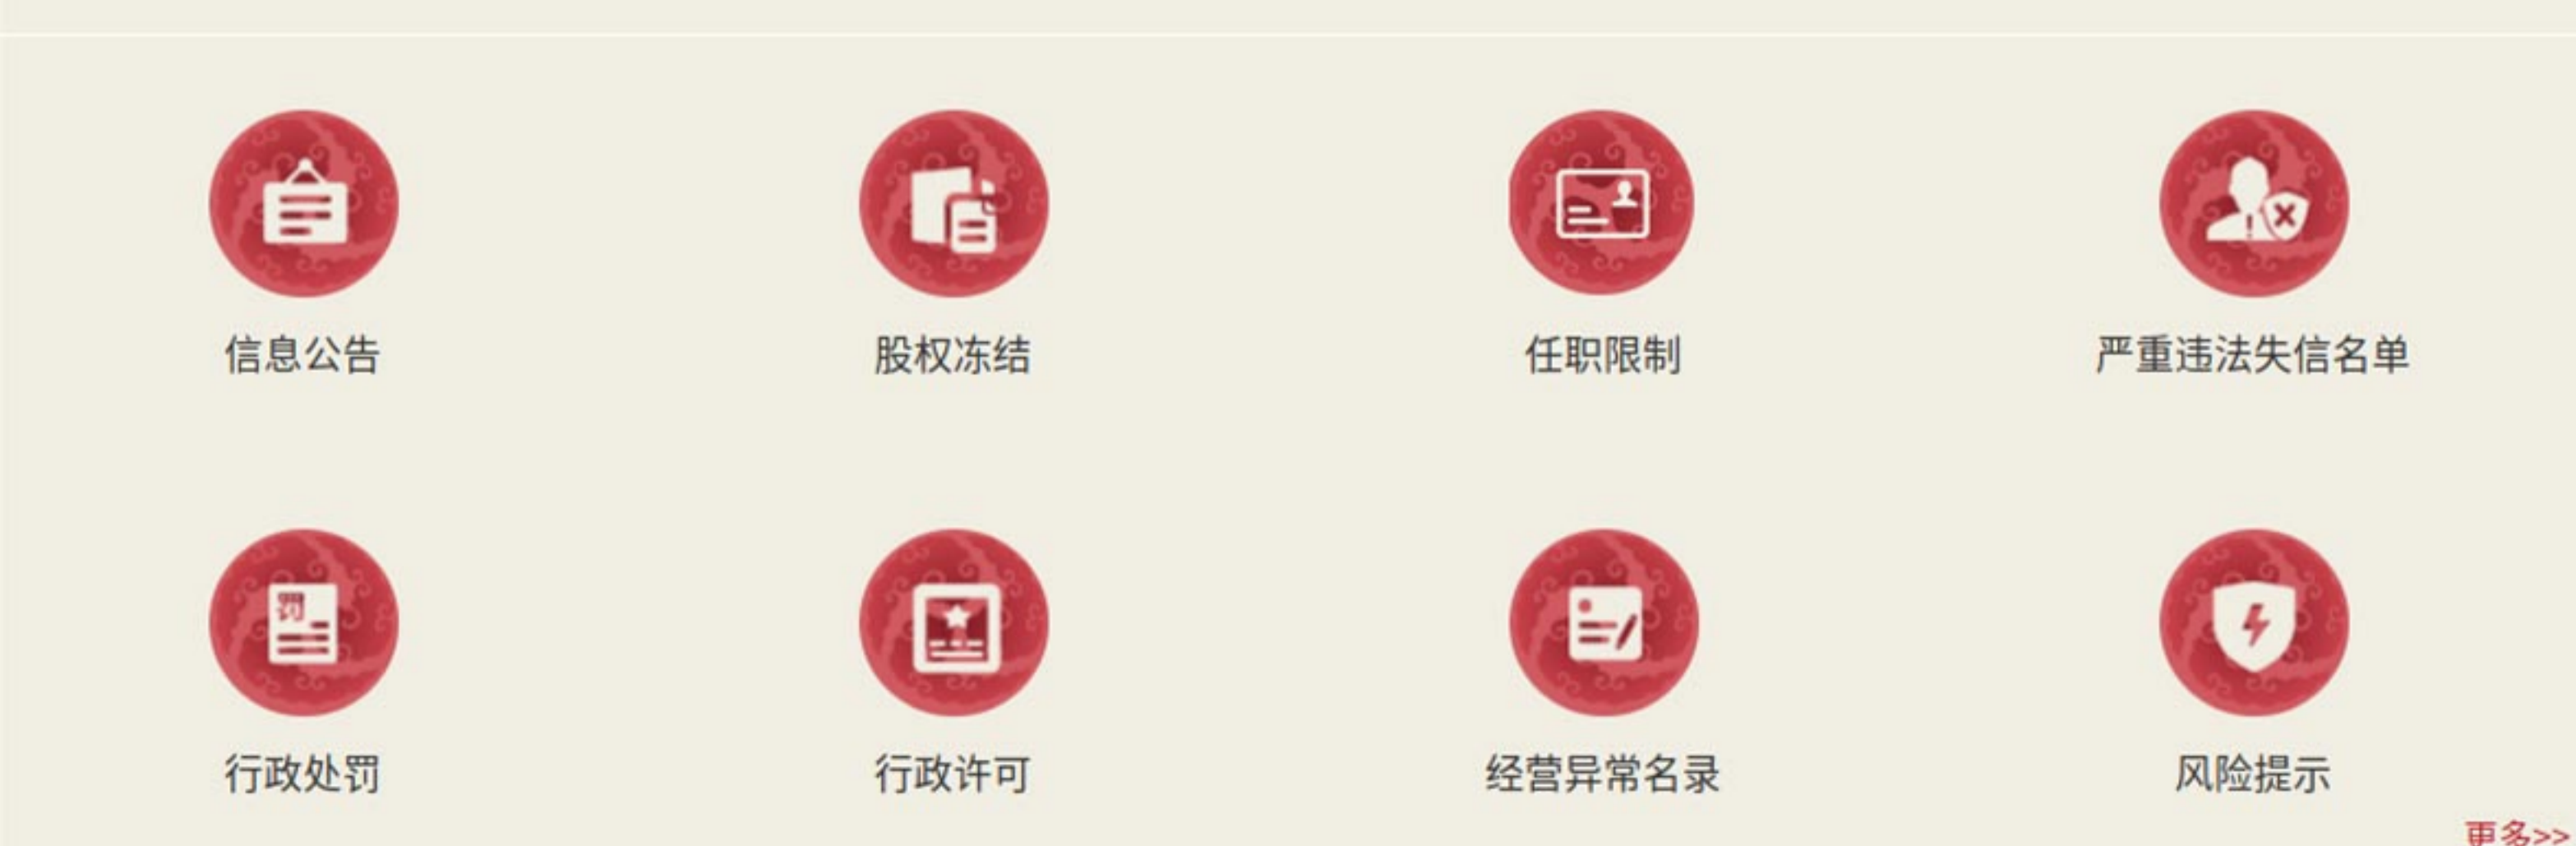 信息公告
股权冻结
任职限制
严重违法失信名单
罚
行政处罚
行政许可
经营异常名录
风险提示
更多>>